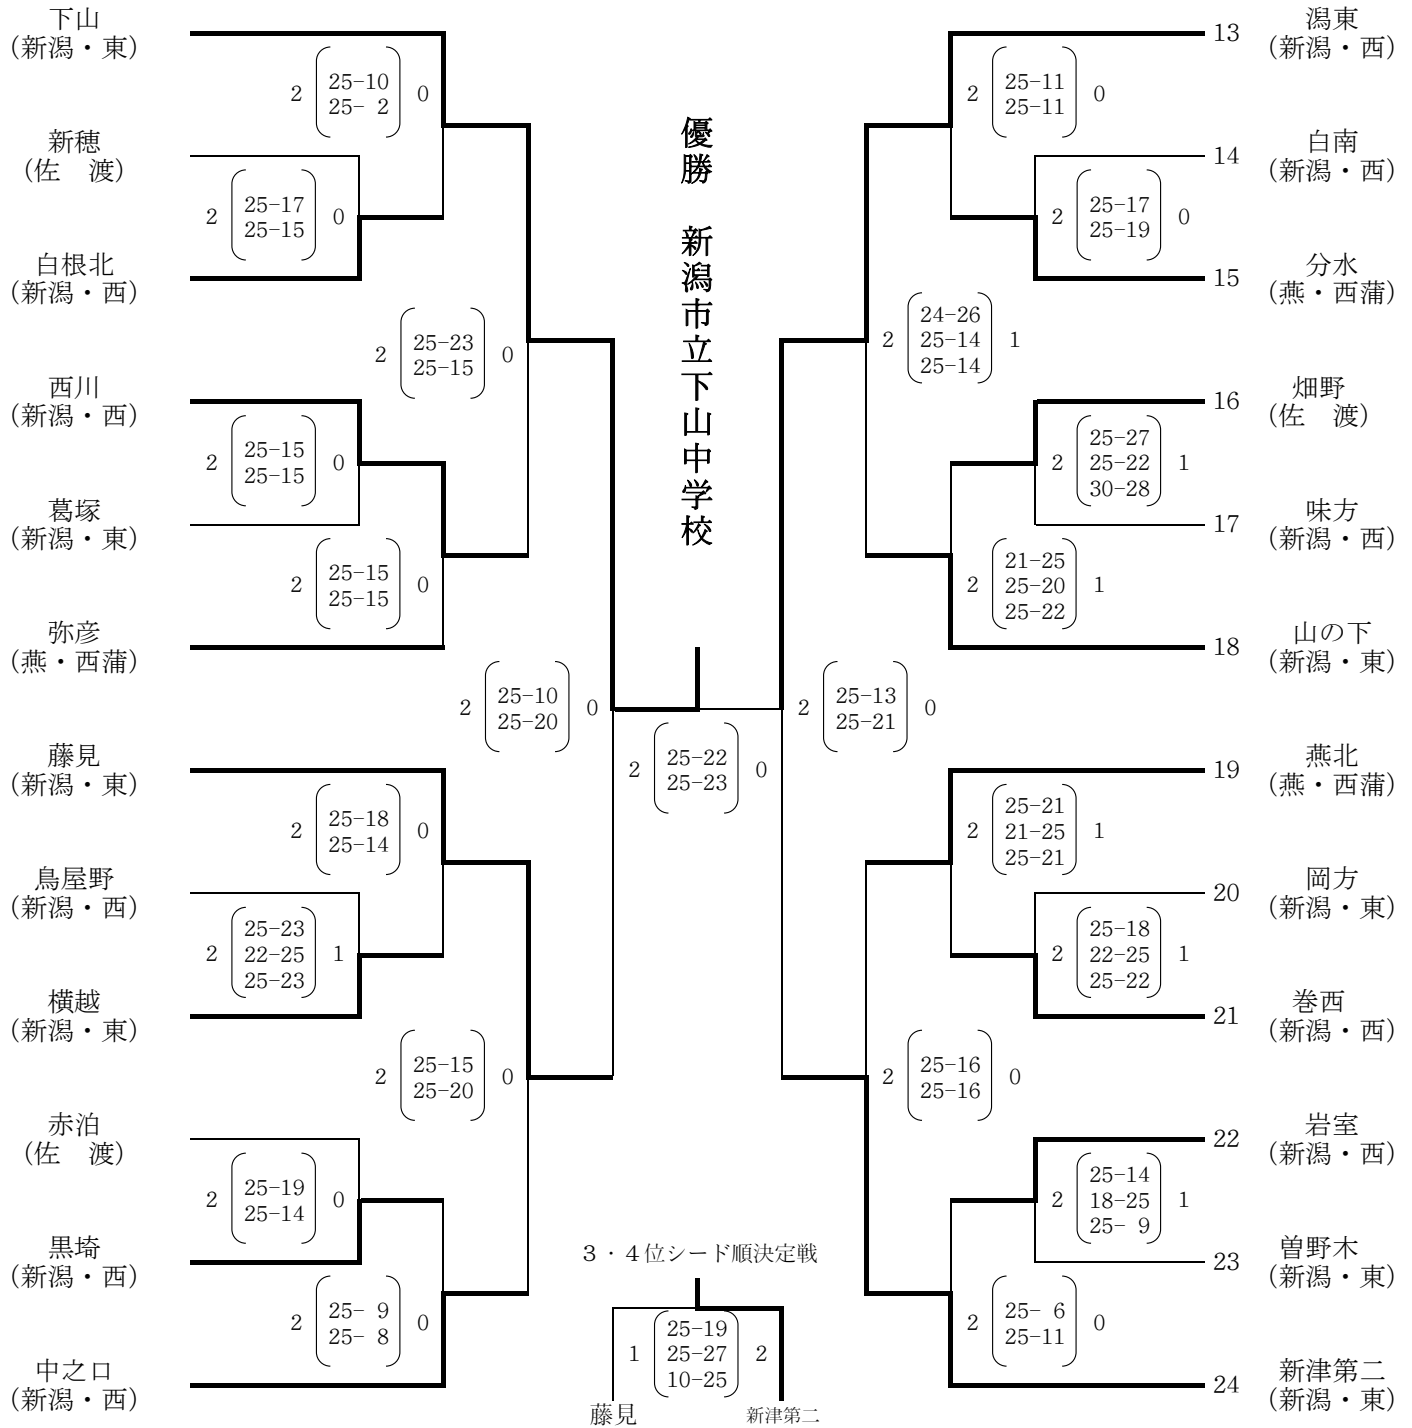 下山
(新潟・東)
2
25-10
25- 2
0
新穂
(佐　渡)
2
25-17
25-15
0
白根北
(新潟・西)
2
25-23
25-15
0
西川
(新潟・西)
2
25-15
25-15
0
葛塚
(新潟・東)
2
25-15
25-15
0
弥彦
(燕・西蒲)
2
25-10
25-20
0
藤見
(新潟・東)
2
25-18
25-14
0
鳥屋野
(新潟・西)
2
25-23
22-25
25-23
1
横越
(新潟・東)
2
25-15
25-20
0
赤泊
(佐　渡)
2
25-19
25-14
0
黒埼
(新潟・西)
2
25- 9
25- 8
0
中之口
(新潟・西)
優勝　新潟市立下山中学校
2
25-22
25-23
0
3・4位シード順決定戦
1
25-19
25-27
10-25
2
藤見
新津第二
13
潟東
(新潟・西)
2
25-11
25-11
0
14
白南
(新潟・西)
2
25-17
25-19
0
15
分水
(燕・西蒲)
2
24-26
25-14
25-14
1
16
畑野
(佐　渡)
2
25-27
25-22
30-28
1
17
味方
(新潟・西)
2
21-25
25-20
25-22
1
18
山の下
(新潟・東)
2
25-13
25-21
0
19
燕北
(燕・西蒲)
2
25-21
21-25
25-21
1
20
岡方
(新潟・東)
2
25-18
22-25
25-22
1
21
巻西
(新潟・西)
2
25-16
25-16
0
22
岩室
(新潟・西)
2
25-14
18-25
25- 9
1
23
曽野木
(新潟・東)
2
25- 6
25-11
0
24
新津第二
(新潟・東)